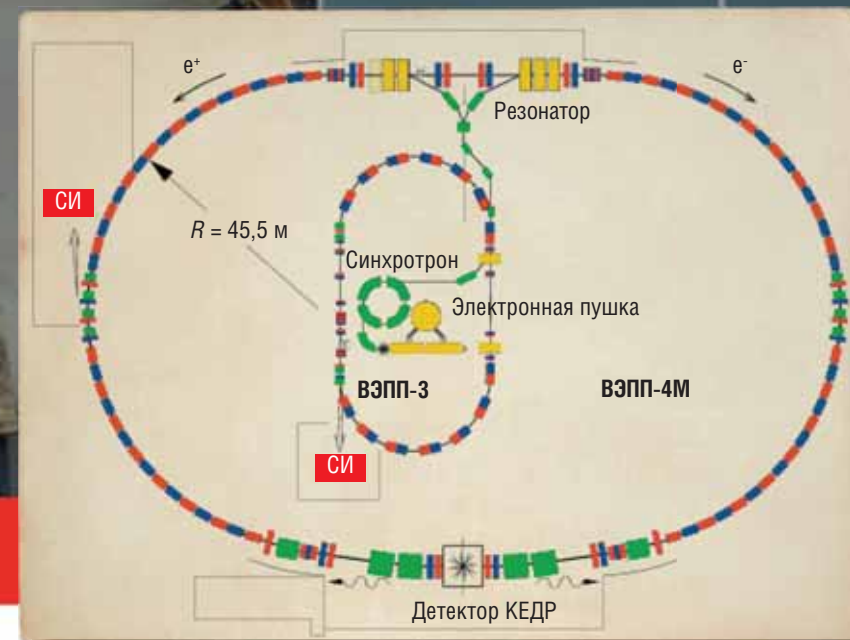 e⁺
e⁻
Резонатор
СИ
R = 45,5 м
Синхротрон
Электронная пушка
ВЭПП-3
ВЭПП-4М
СИ
Детектор КЕДР